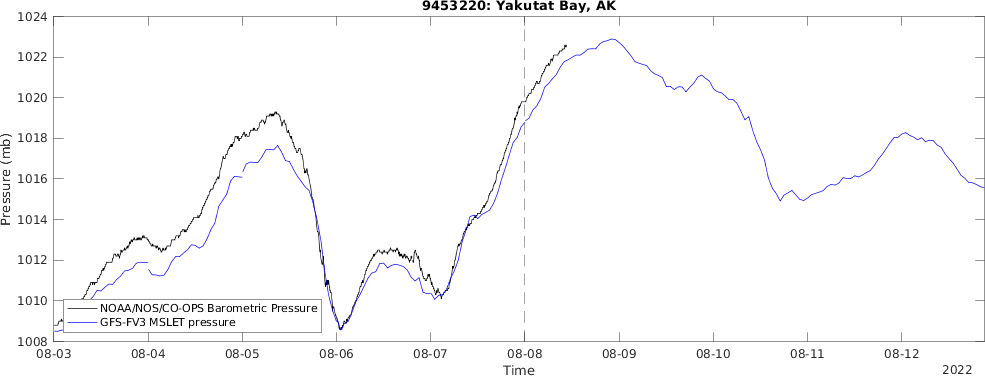 9453220: Yakutat Bay, AK
1024
1022
1020
1018
1016
1014
1012
1010
1008
Pressure (mb)
NOAA/NOS/CO-OPS Barometric Pressure
GFS-FV3 MSLET pressure
08-03 08-04 08-05 08-06 08-07 08-08 08-09 08-10 08-11 08-12
Time
2022